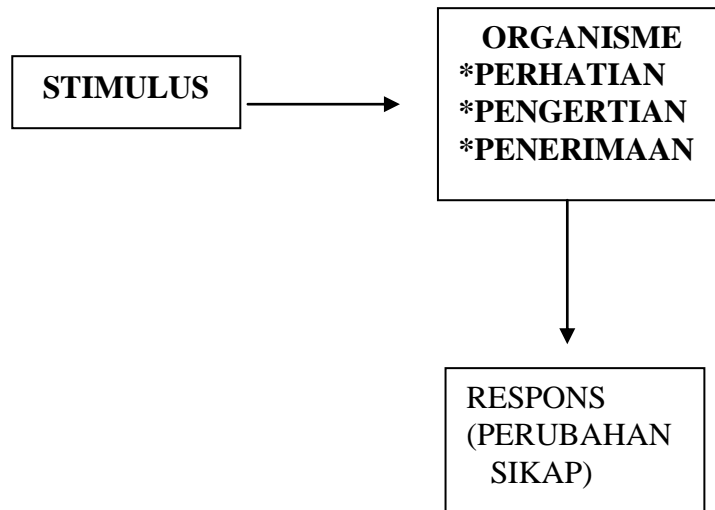 STIMULUS
ORGANISME
*PERHATIAN
*PENGERTIAN
*PENERIMAAN
RESPONS
(PERUBAHAN
SIKAP)